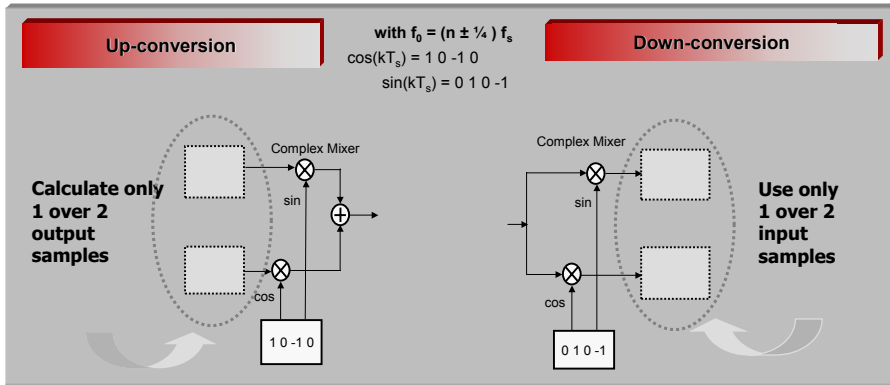 Up-conversion
with f0 = (n ± ¼ ) fs
cos(kTs) = 1 0 -1 0
sin(kTs) = 0 1 0 -1
Down-conversion
Complex Mixer
sin
Calculate only
1 over 2
output
samples
cos
1 0 -1 0
Complex Mixer
sin
Use only
1 over 2
input
samples
cos
0 1 0 -1